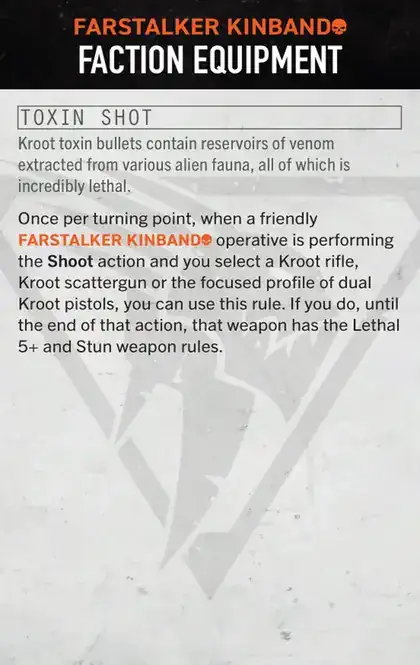 FARSTALKER KINBAND
FACTION EQUIPMENT
TOXIN SHOT
Kroot toxin bullets contain reservoirs of venom
extracted from various alien fauna, all of which is
incredibly lethal.
Once per turning point, when a friendly
FARSTALKER KINBAND operative is performing
the Shoot action and you select a Kroot rifle,
Kroot scattergun or the focused profile of dual
Kroot pistols, you can use this rule. If you do, until
the end of that action, that weapon has the Lethal
5+ and Stun weapon rules.